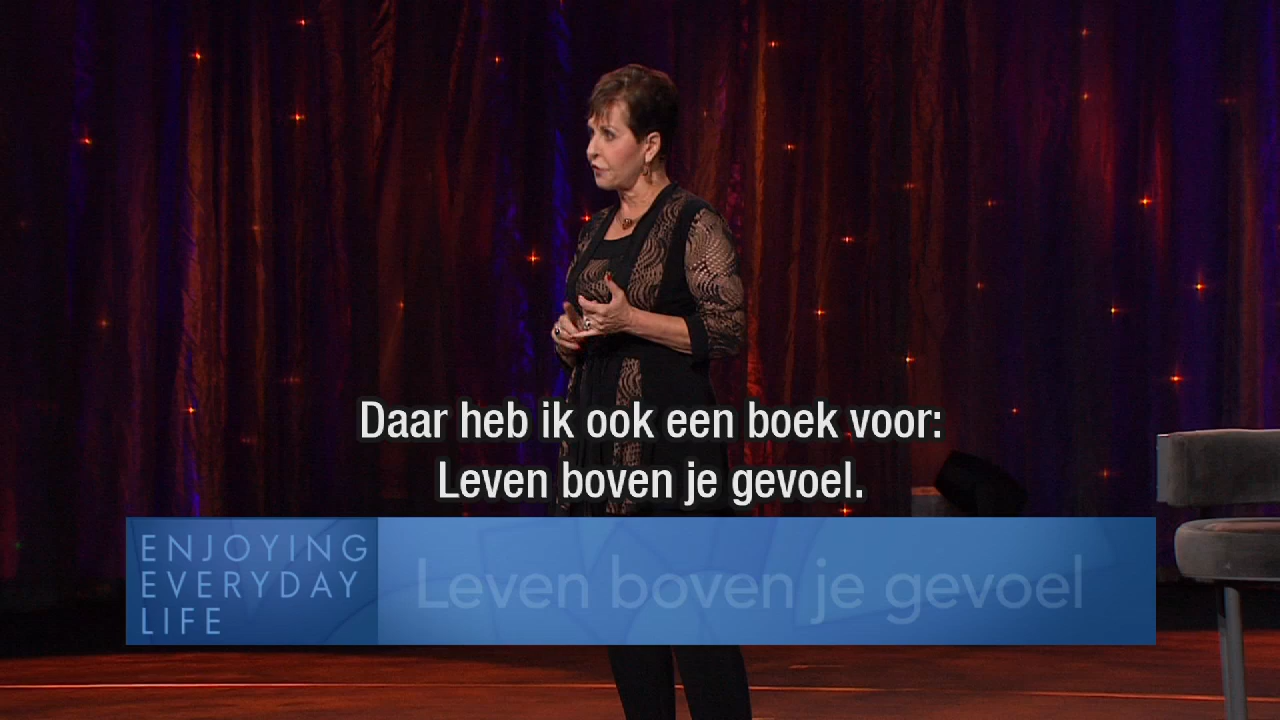 Daar heb ik ook een boek voor:
Leven boven je gevoel.
ENJOYING
EVERYDAY
LIFE
Leven boven je gevoel